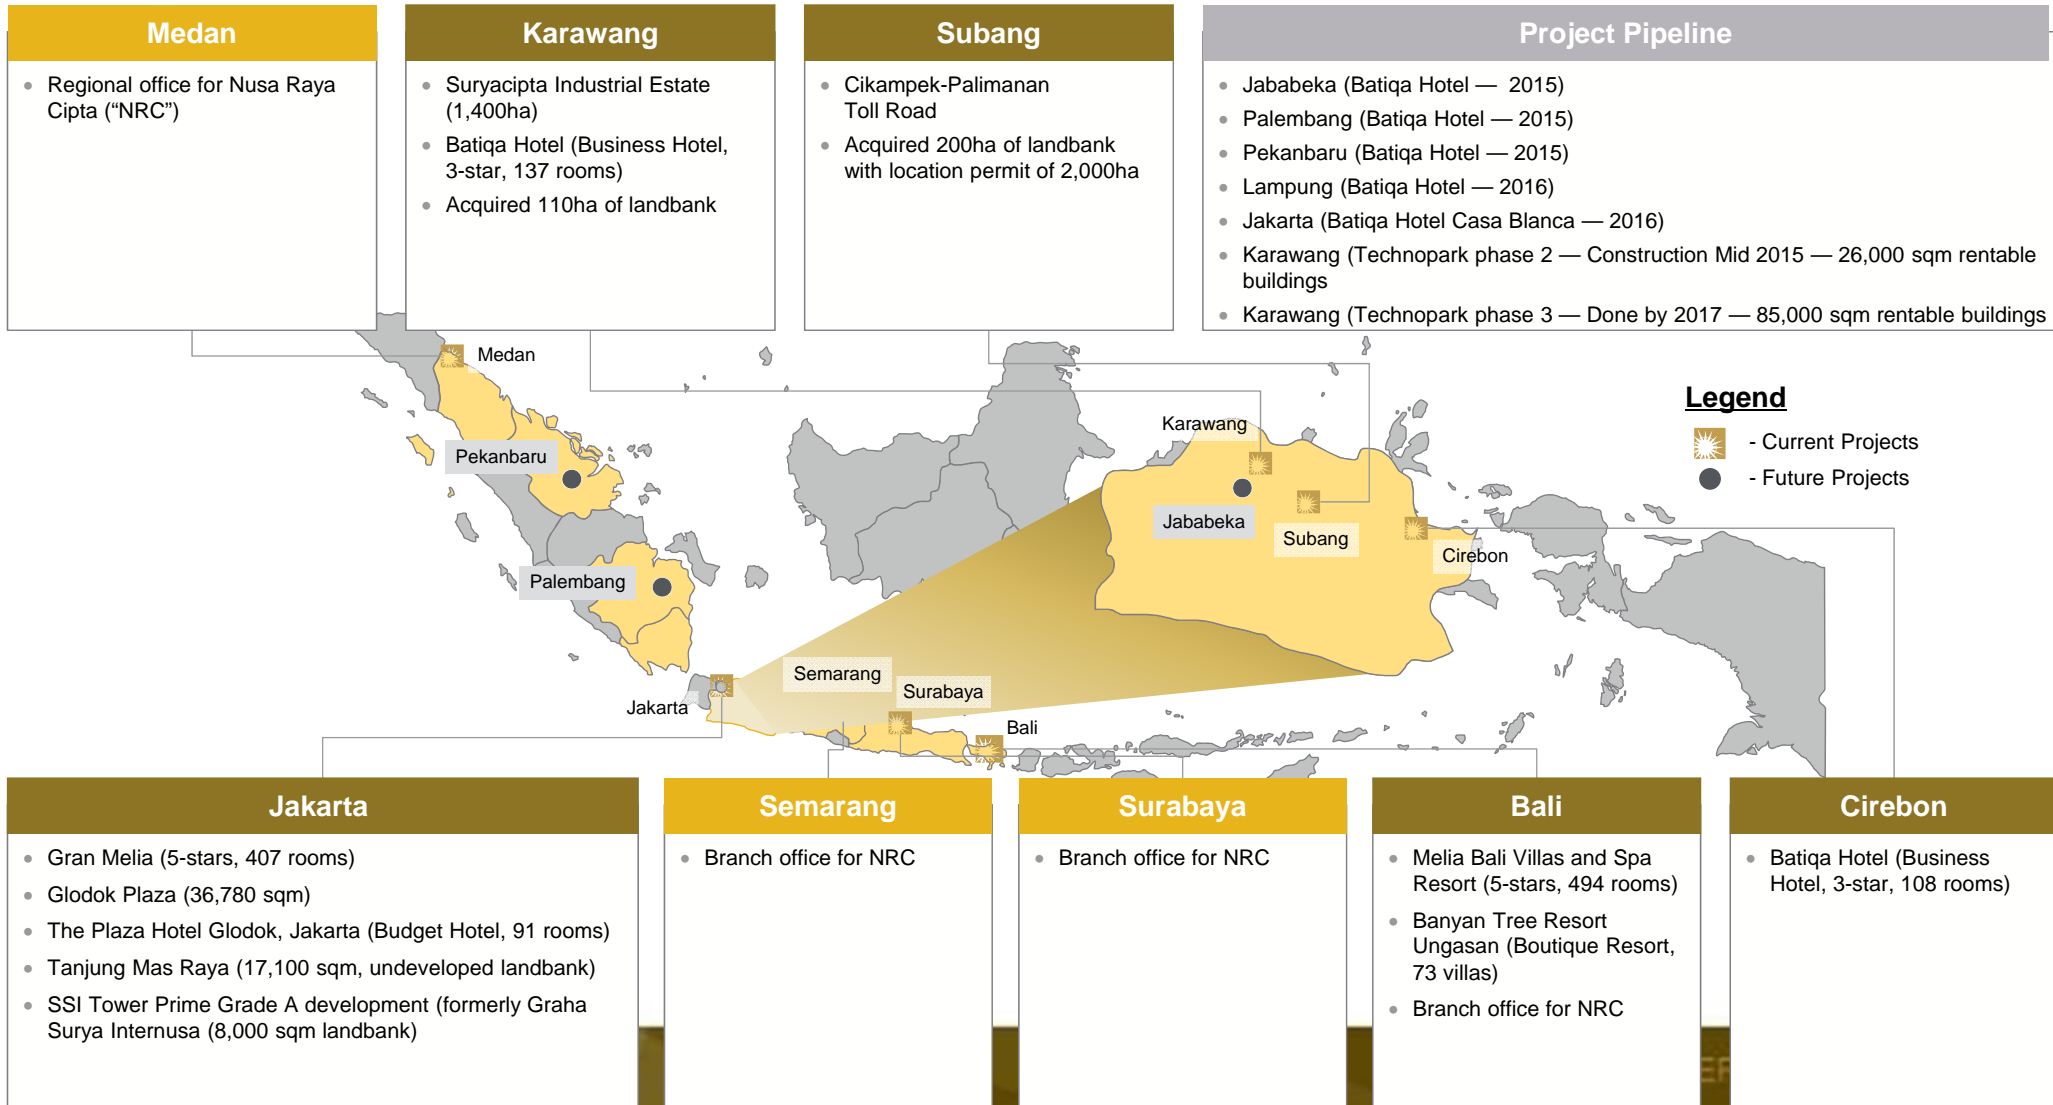 Medan
Regional office for Nusa Raya
Cipta (“NRC”)
Karawang
Suryacipta Industrial Estate
(1,400ha)
Batiqa Hotel (Business Hotel,
3-star, 137 rooms)
Acquired 110ha of landbank
Subang
Cikampek-Palimanan
Toll Road
Acquired 200ha of landbank
with location permit of 2,000ha
Project Pipeline
Jababeka (Batiqa Hotel — 2015)
Palembang (Batiqa Hotel — 2015)
Pekanbaru (Batiqa Hotel — 2015)
Lampung (Batiqa Hotel — 2016)
Jakarta (Batiqa Hotel Casa Blanca — 2016)
Karawang (Technopark phase 2 — Construction Mid 2015 — 26,000 sqm rentable
buildings
Karawang (Technopark phase 3 — Done by 2017 — 85,000 sqm rentable buildings
Medan
Pekanbaru
Palembang
Jakarta
Semarang
Surabaya
Bali
Karawang
Jababeka
Subang
Cirebon
Legend
- Current Projects
- Future Projects
Jakarta
Gran Melia (5-stars, 407 rooms)
Glodok Plaza (36,780 sqm)
The Plaza Hotel Glodok, Jakarta (Budget Hotel, 91 rooms)
Tanjung Mas Raya (17,100 sqm, undeveloped landbank)
SSI Tower Prime Grade A development (formerly Graha
Surya Internusa (8,000 sqm landbank)
Semarang
Branch office for NRC
Surabaya
Branch office for NRC
Bali
Melia Bali Villas and Spa
Resort (5-stars, 494 rooms)
Banyan Tree Resort
Ungasan (Boutique Resort,
73 villas)
Branch office for NRC
Cirebon
Batiqa Hotel (Business
Hotel, 3-star, 108 rooms)